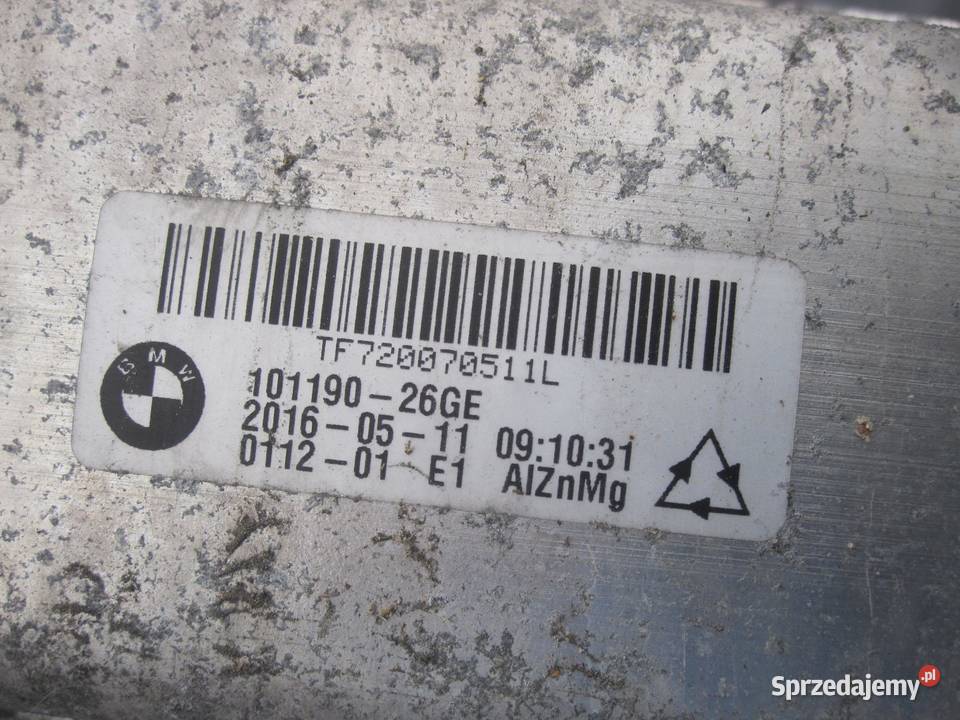 TF720070511L
BMW
101190-26GE
2016-05-11 09:10:31
0112-01 E1 AlZnMg
Sprzedajemy.pl